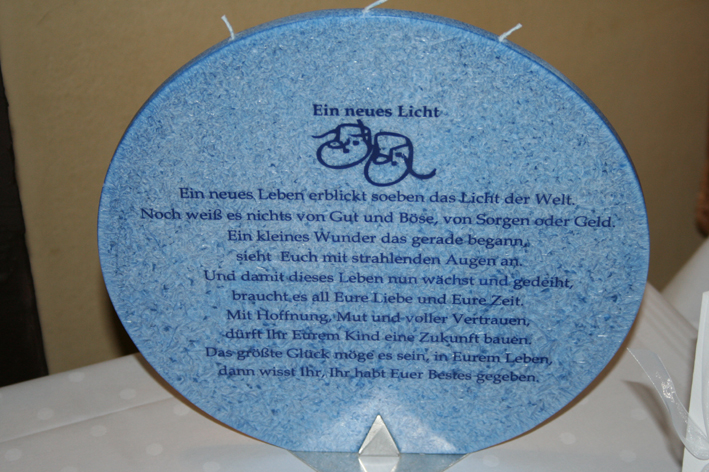 Ein neues Licht
Ein neues Leben erblickt soeben das Licht der Welt.
Noch weiß es nichts von Gut und Böse, von Sorgen oder Geld.
Ein kleines Wunder das gerade begann,
sieht Euch mit strahlenden Augen an.
Und damit dieses Leben nun wächst und gedeiht,
braucht es all Eure Liebe und Eure Zeit.
Mit Hoffnung, Mut und voller Vertrauen,
dürft Ihr Eurem Kind eine Zukunft bauen.
Das größte Glück möge es sein, in Eurem Leben,
dann wisst Ihr, Ihr habt Euer Bestes gegeben.